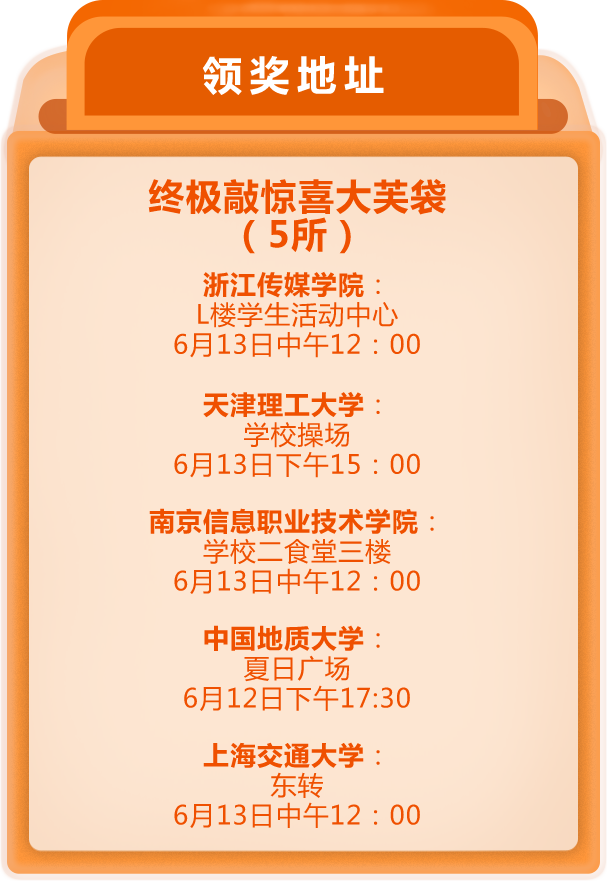 领奖地址
终极敲惊喜大芙袋
（5所）
浙江传媒学院：
L楼学生活动中心
6月13日中午12：00
天津理工大学：
学校操场
6月13日下午15：00
南京信息职业技术学院：
学校二食堂三楼
6月13日中午12：00
中国地质大学：
夏日广场
6月12日下午17:30
上海交通大学：
东转
6月13日中午12：00